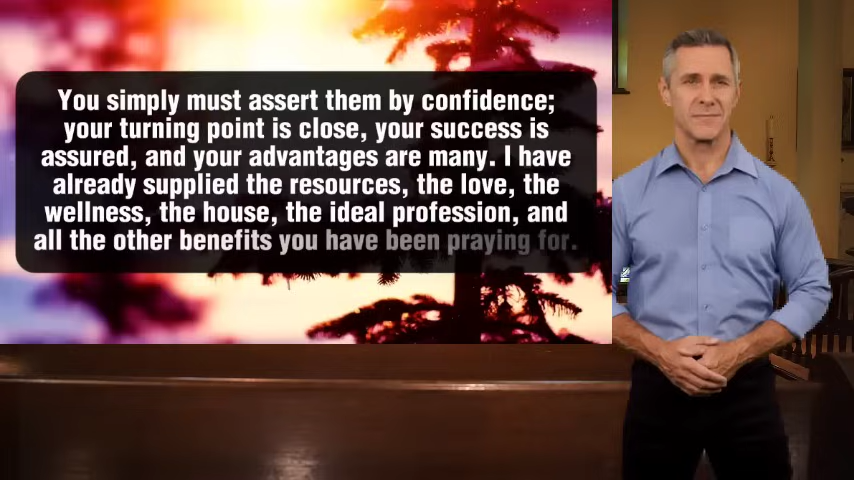 You simply must assert them by confidence;
your turning point is close, your success is
assured, and your advantages are many. I have
already supplied the resources, the love, the
wellness, the house, the ideal profession, and
all the other benefits you have been praying for.